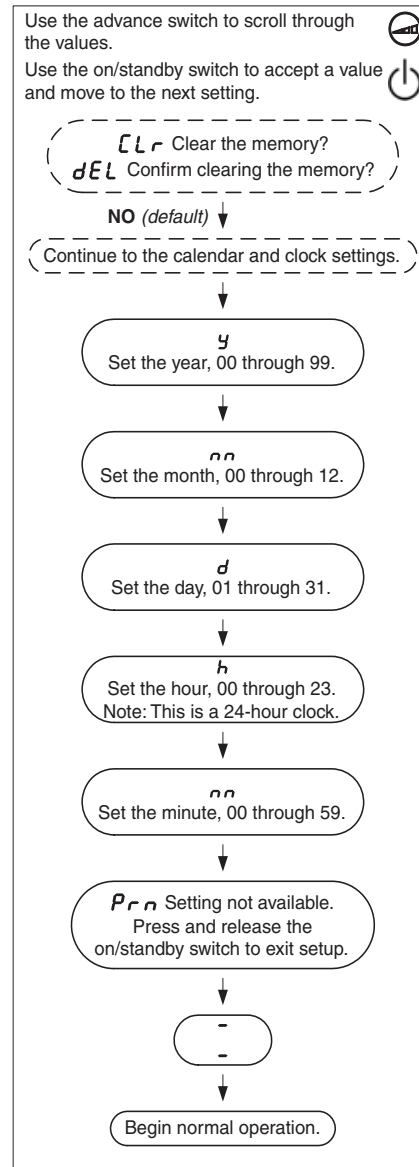 Use the advance switch to scroll through
the values.
Use the on/standby switch to accept a value
and move to the next setting.
CLr Clear the memory?
dEL Confirm clearing the memory?
NO (default)
Continue to the calendar and clock settings.
y
Set the year, 00 through 99.
nn
Set the month, 00 through 12.
d
Set the day, 01 through 31.
h
Set the hour, 00 through 23.
Note: This is a 24-hour clock.
nn
Set the minute, 00 through 59.
Prn Setting not available.
Press and release the
on/standby switch to exit setup.
-
-
Begin normal operation.